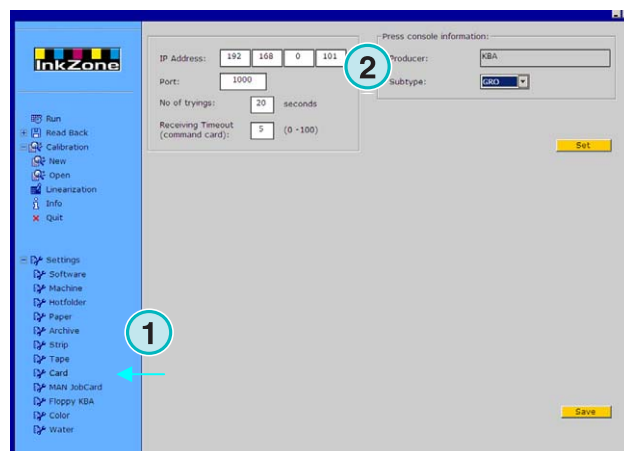 InkZone
Run
Read Back
Calibration
New
Open
Linearization
Info
Quit
Settings
Software
Machine
Hotfolder
Paper
Archive
Strip
Tape
Card
MAN JobCard
Floppy KBA
Color
Water
1
IP Address: 192 168 0 101
Port: 1000
No of tryings: 20 seconds
Receiving Timeout
(command card): 5 (0 -100)
2
Press console information:
Producer: KBA
Subtype: GRO
Set
Save